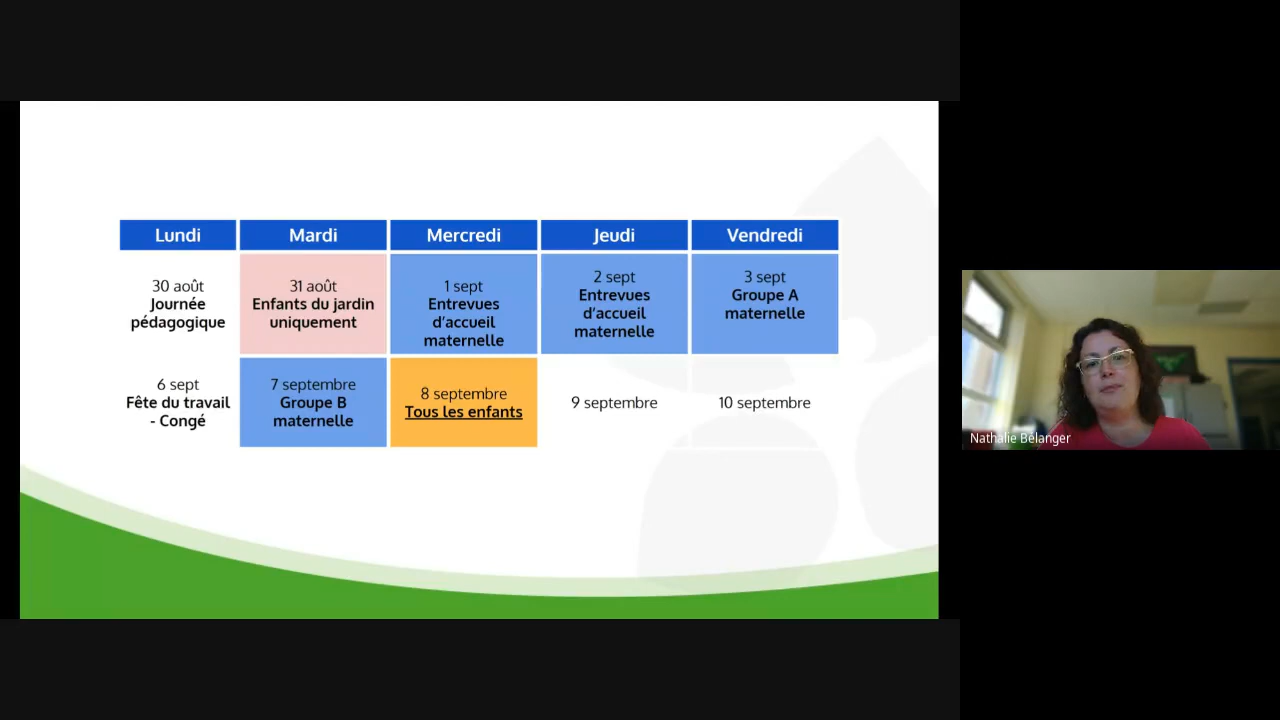 Lundi
Mardi
Mercredi
Jeudi
Vendredi
30 août
Journée
pédagogique
31 août
Enfants du jardin
uniquement
1 sept
Entrevues
d'accueil
maternelle
2 sept
Entrevues
d'accueil
maternelle
3 sept
Groupe A
maternelle
6 sept
Fête du travail
- Congé
7 septembre
Groupe B
maternelle
8 septembre
Tous les enfants
9 septembre
10 septembre
Nathalie Bélanger